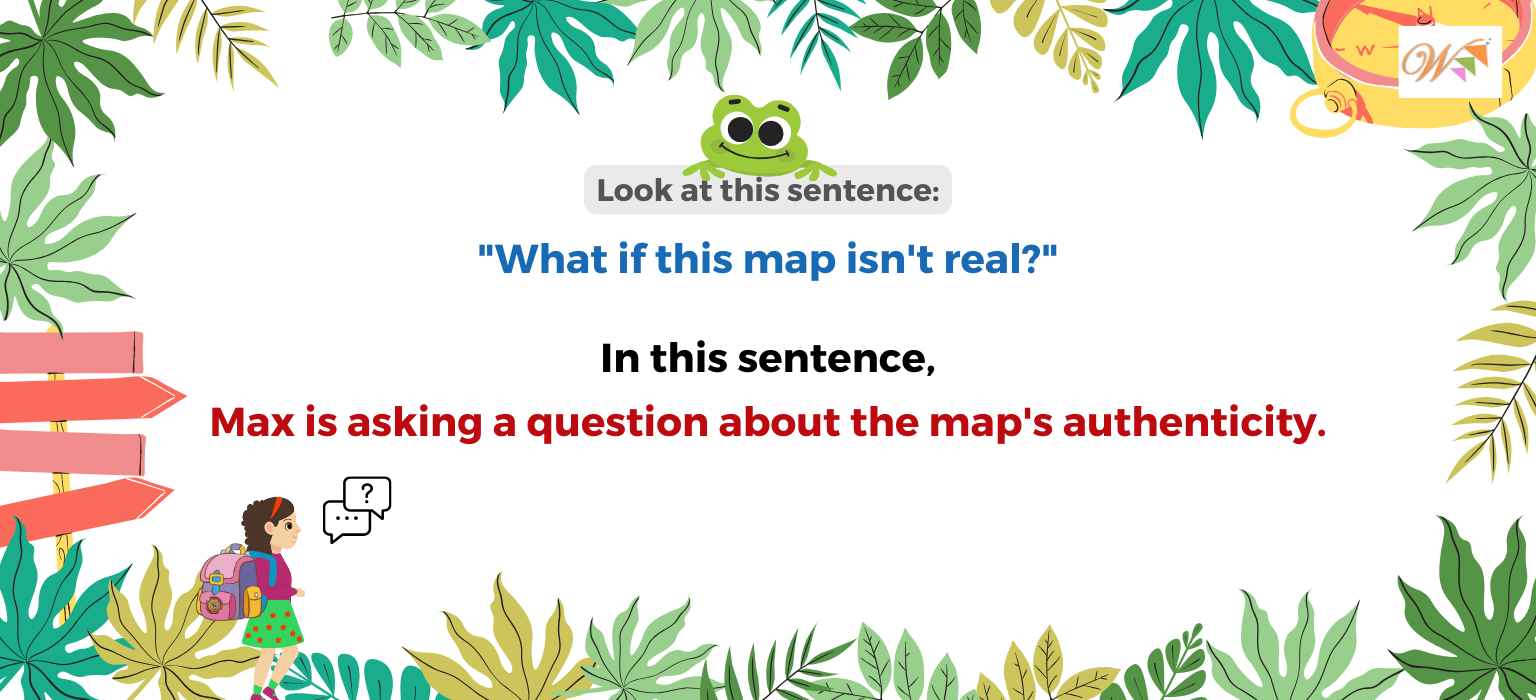 N
W
W
Look at this sentence:
"What if this map isn't real?"
In this sentence,
Max is asking a question about the map's authenticity.
?
...